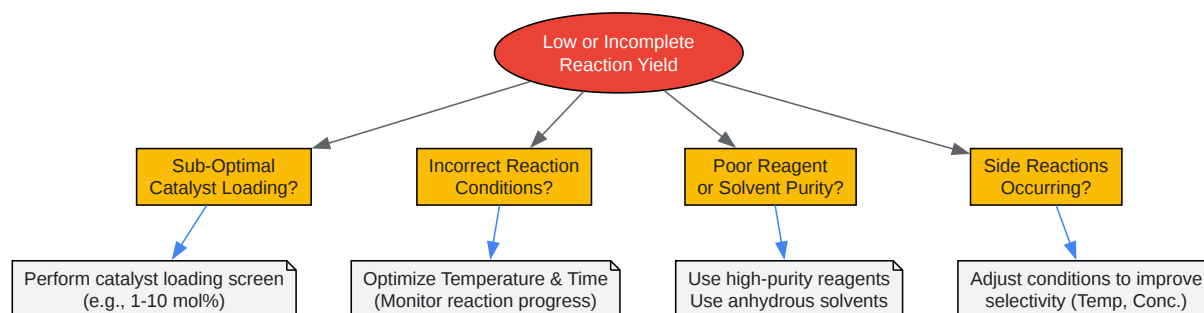 Low or Incomplete
Reaction Yield
Sub-Optimal
Catalyst Loading?
Incorrect Reaction
Conditions?
Poor Reagent
or Solvent Purity?
Side Reactions
Occurring?
Perform catalyst loading screen
(e.g., 1-10 mol%)
Optimize Temperature & Time
(Monitor reaction progress)
Use high-purity reagents
Use anhydrous solvents
Adjust conditions to improve
selectivity (Temp, Conc.)